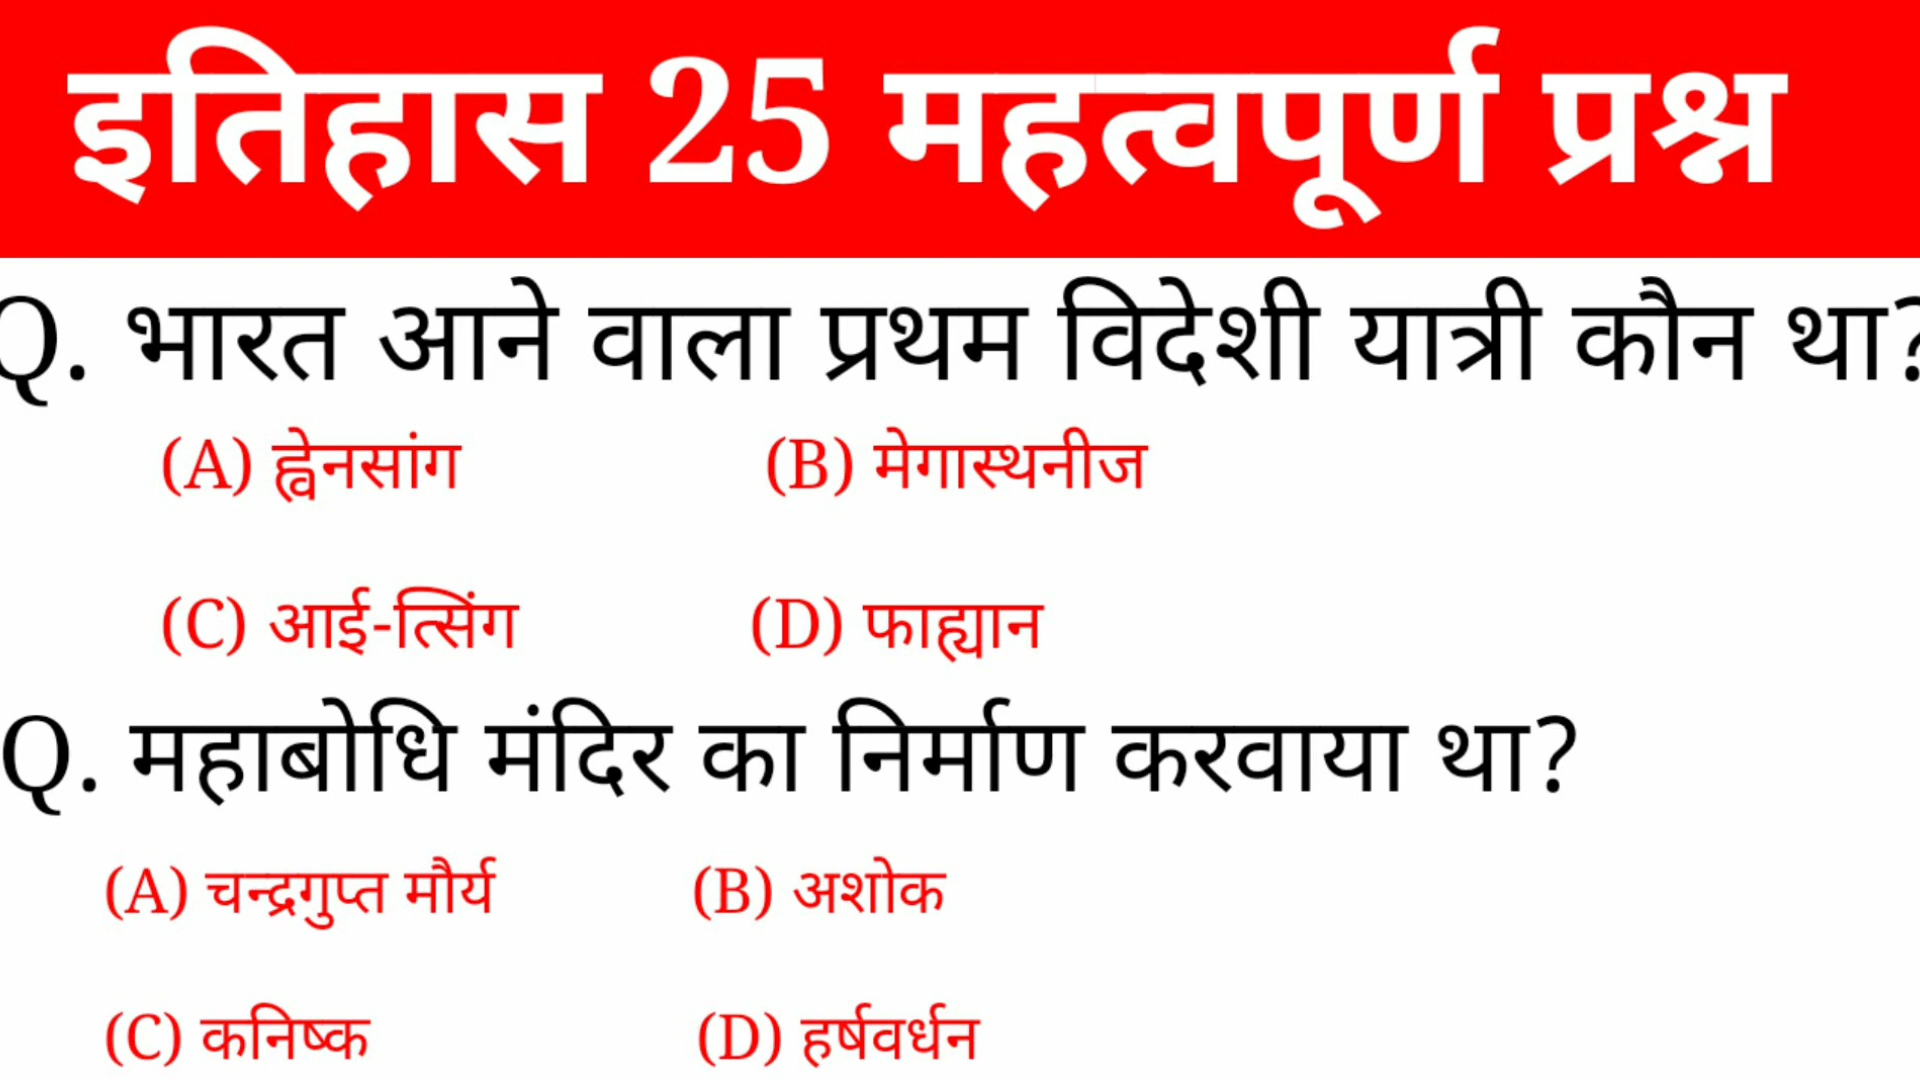 इतिहास 25 महत्वपूर्ण प्रश्न
Q. भारत आने वाला प्रथम विदेशी यात्री कौन था?
(A) ह्वेनसांग (B) मेगास्थनीज
(C) आई-त्सिंग (D) फाह्यान
Q. महाबोधि मंदिर का निर्माण करवाया था?
(A) चन्द्रगुप्त मौर्य (B) अशोक
(C) कनिष्क (D) हर्षवर्धन